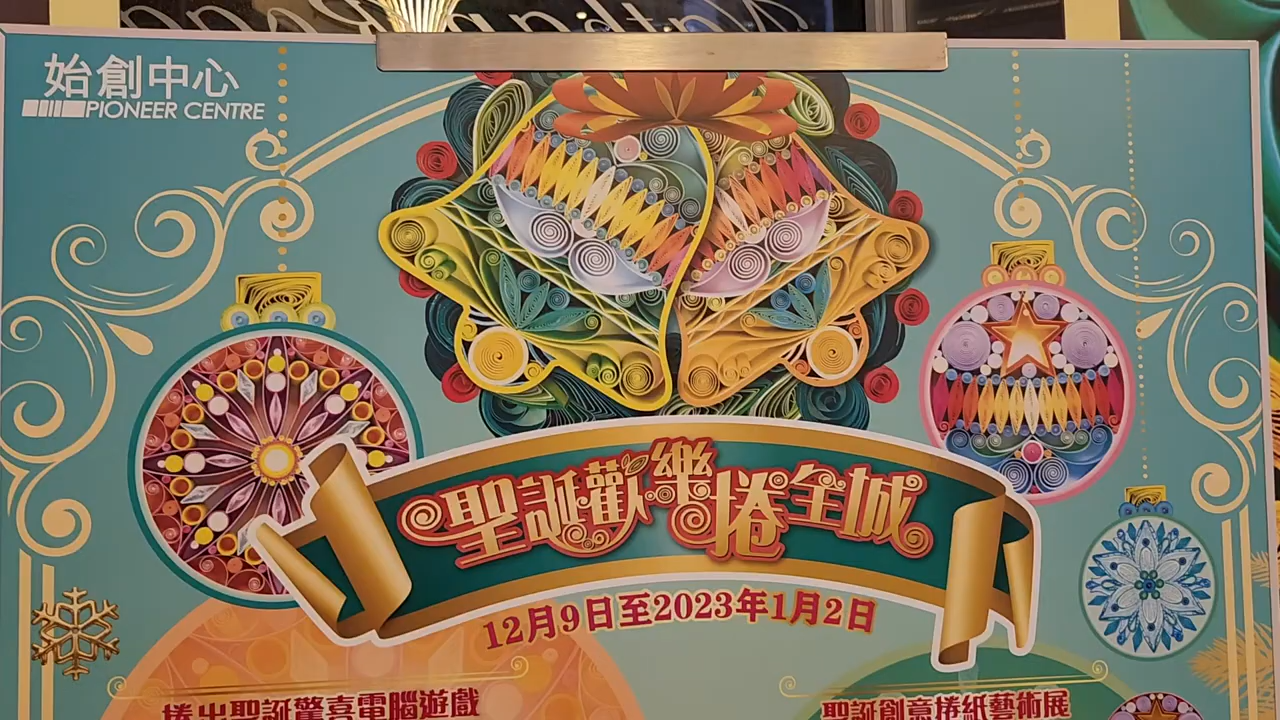 始創中心
PIONEER CENTRE
聖誕歡樂捲全城
12月9日至2023年1月2日
捲出聖誕驚喜電腦遊戲
聖誕創意捲紙藝術展